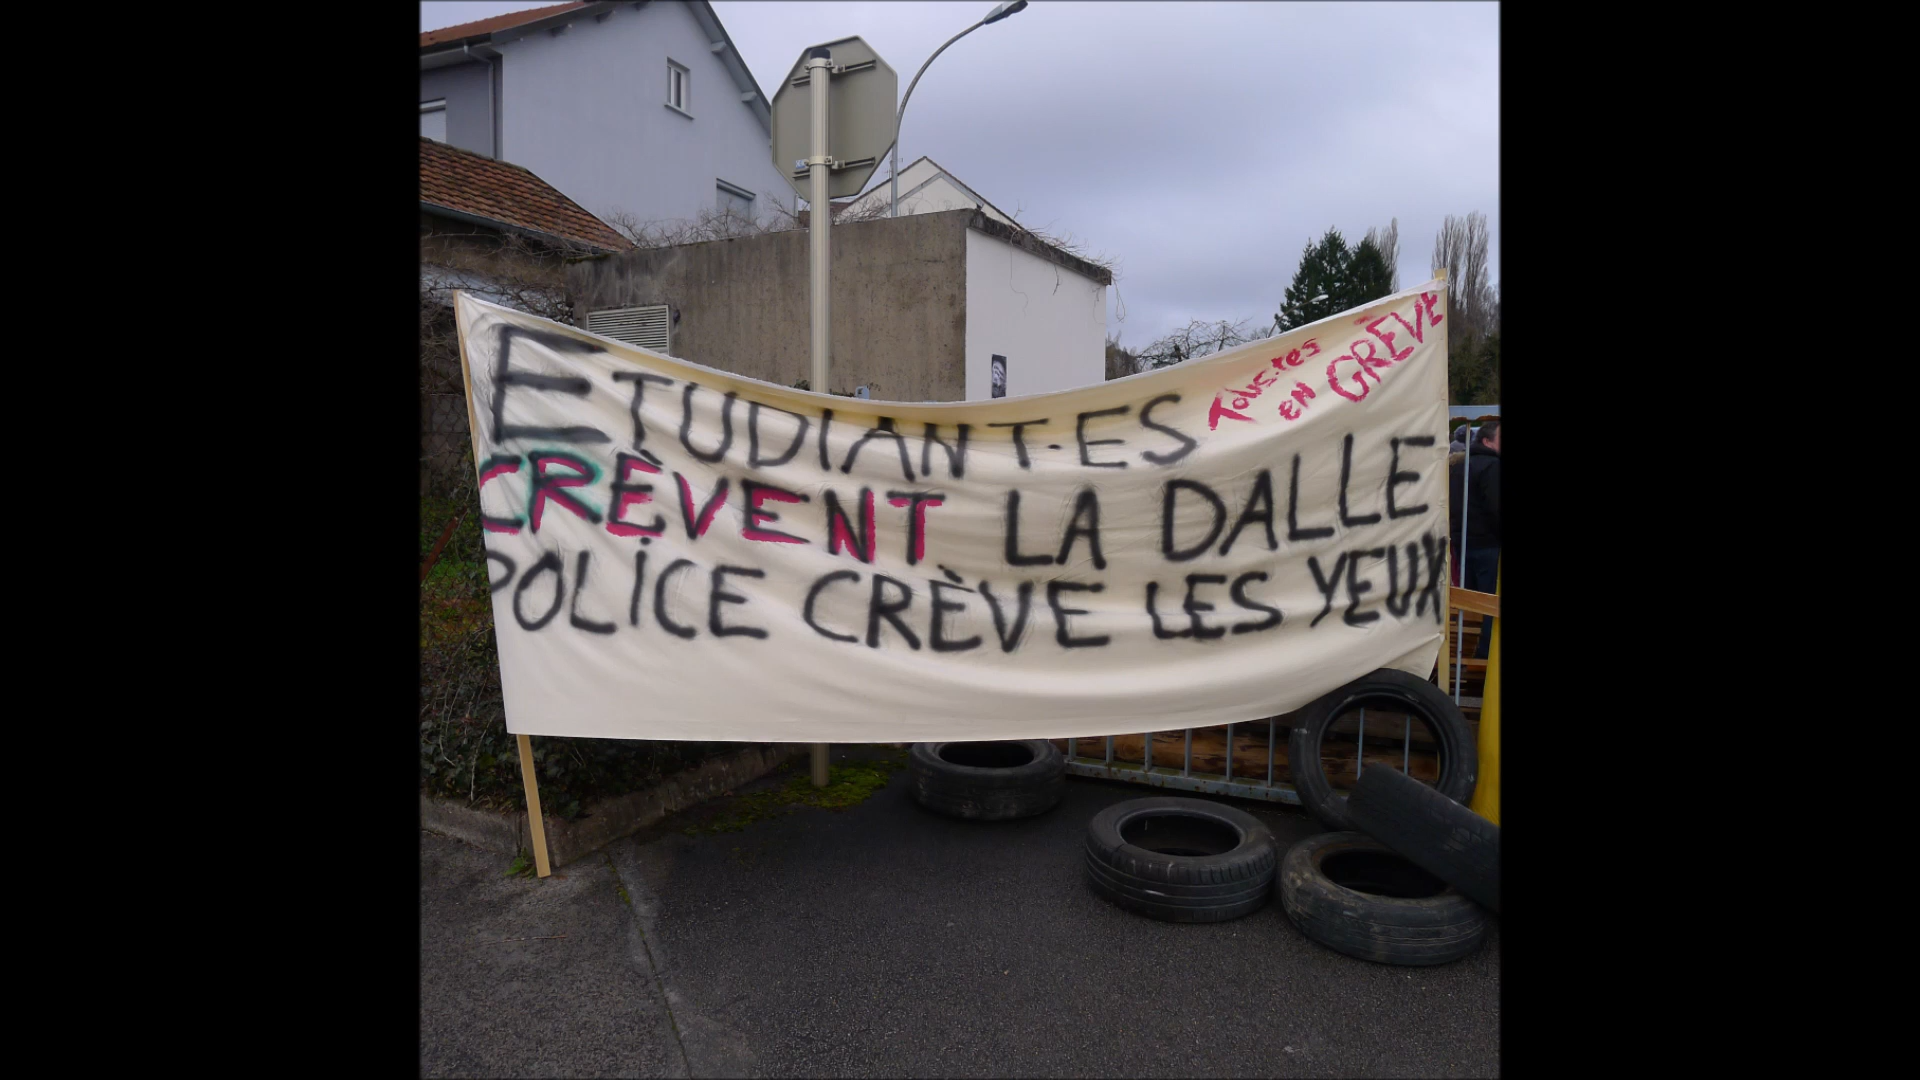 ETUDIANT·ES
CRÈVENT LA DALLE
POLICE CRÈVE LES YEUX
Tous·tes
en
GRÈVE